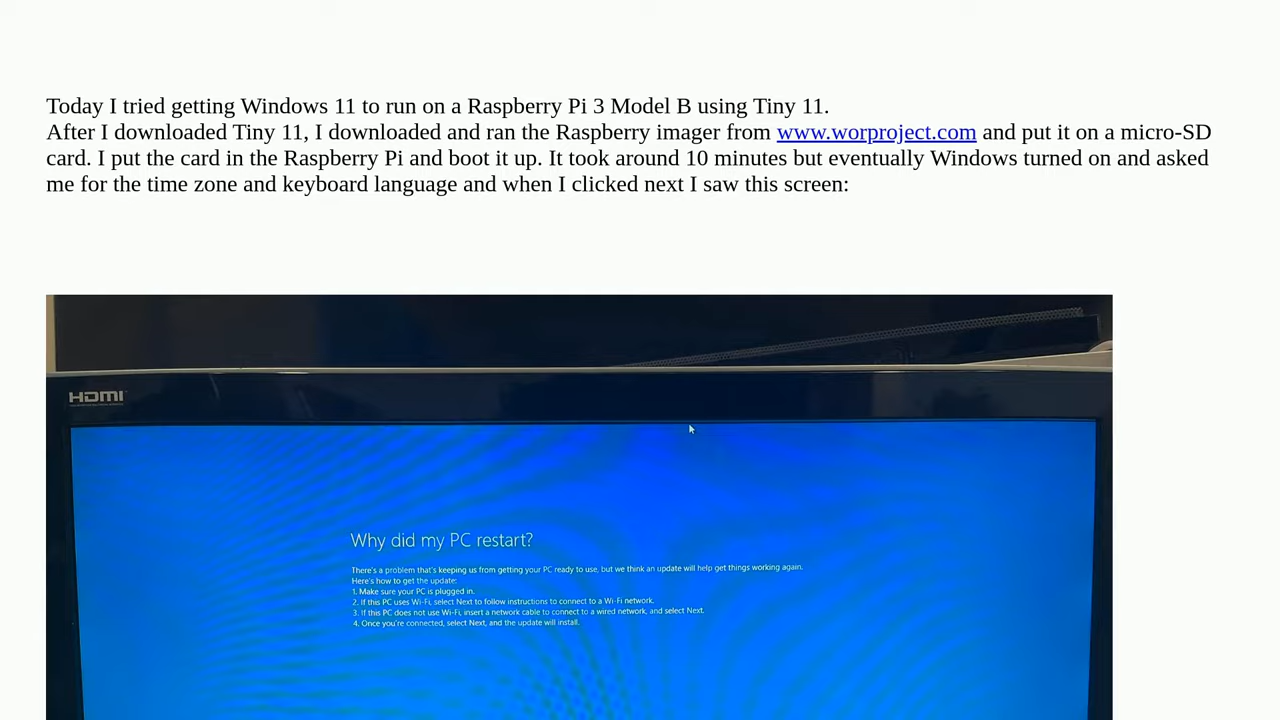 Today I tried getting Windows 11 to run on a Raspberry Pi 3 Model B using Tiny 11.
After I downloaded Tiny 11, I downloaded and ran the Raspberry imager from www.worproject.com and put it on a micro-SD
card. I put the card in the Raspberry Pi and boot it up. It took around 10 minutes but eventually Windows turned on and asked
me for the time zone and keyboard language and when I clicked next I saw this screen:
HDMI
Why did my PC restart?
There's a problem that's keeping us from getting your PC ready to use, but we think an update will help get things working again.
Here's how to get the update:
1. Make sure your PC is plugged in.
2. If this PC uses Wi-Fi, select Next to follow instructions to connect to a Wi-Fi network.
3. If this PC does not use Wi-Fi, insert a network cable to connect to a wired network, and select Next.
4. Once you're connected, select Next, and the update will install.